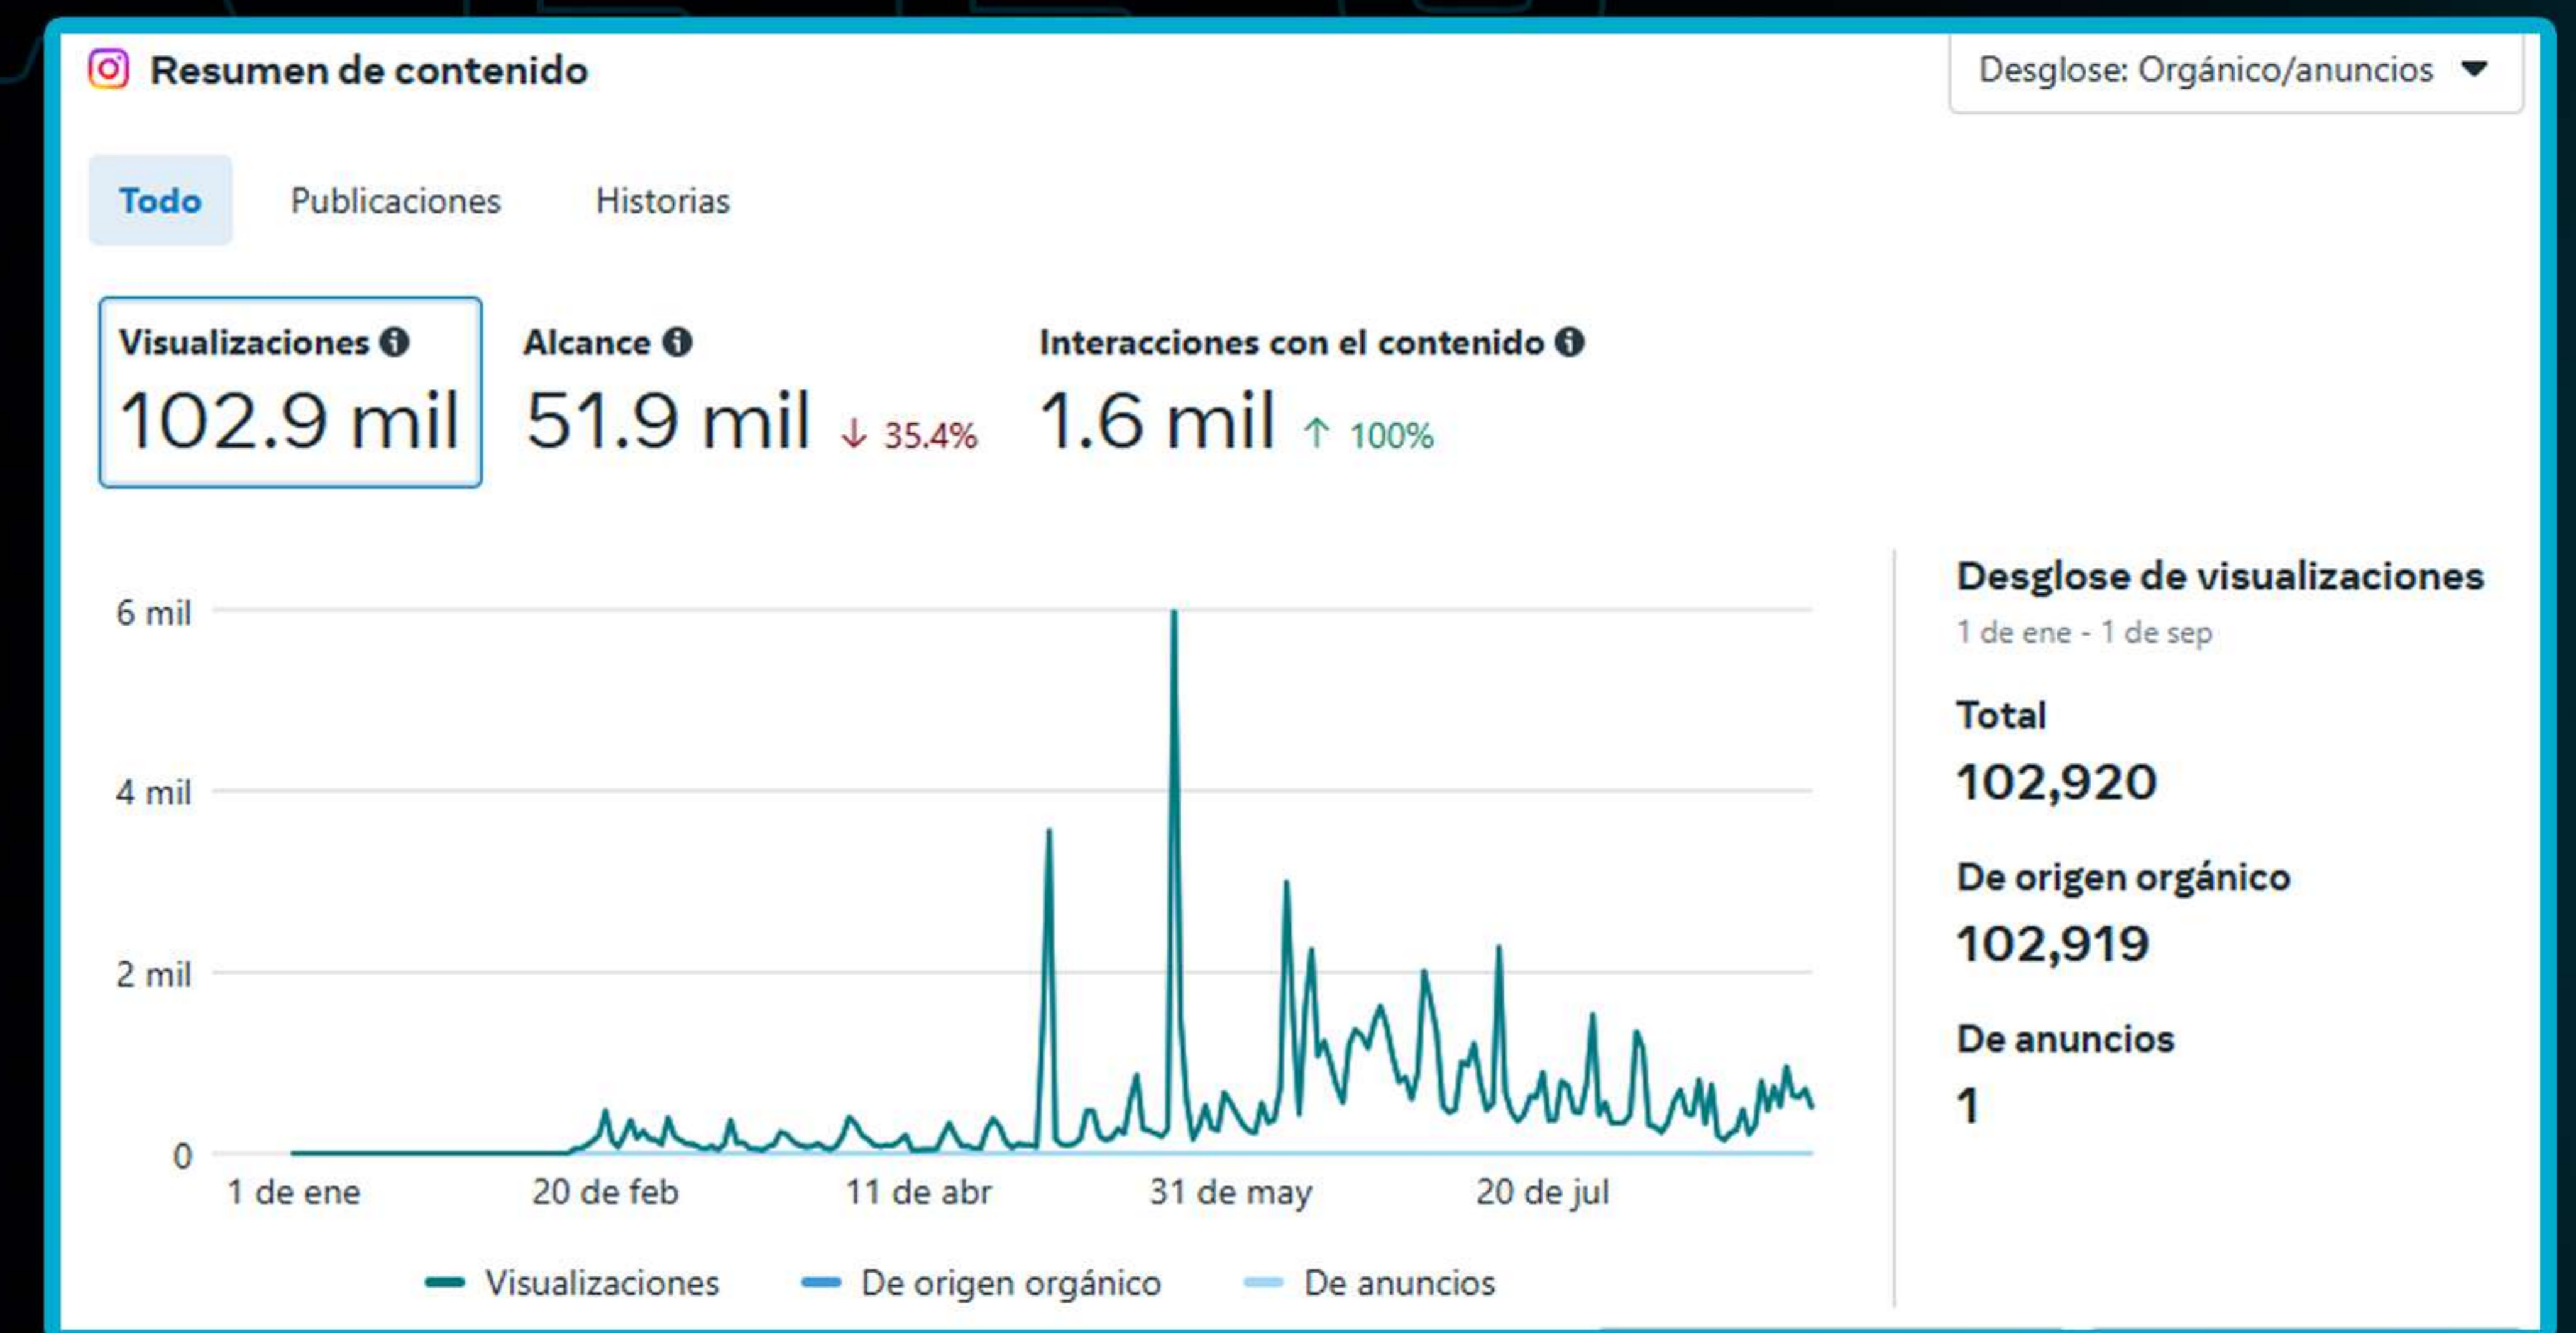 Resumen de contenido
Desglose: Orgánico/anuncios
Todo Publicaciones Historias
Visualizaciones Alcance Interacciones con el contenido
102.9 mil 51.9 mil ↓ 35.4% 1.6 mil ↑ 100%
6 mil
4 mil
2 mil
0
1 de ene 20 de feb 11 de abr 31 de may 20 de jul
Visualizaciones De origen orgánico De anuncios
Desglose de visualizaciones
1 de ene - 1 de sep
Total
102,920
De origen orgánico
102,919
De anuncios
1